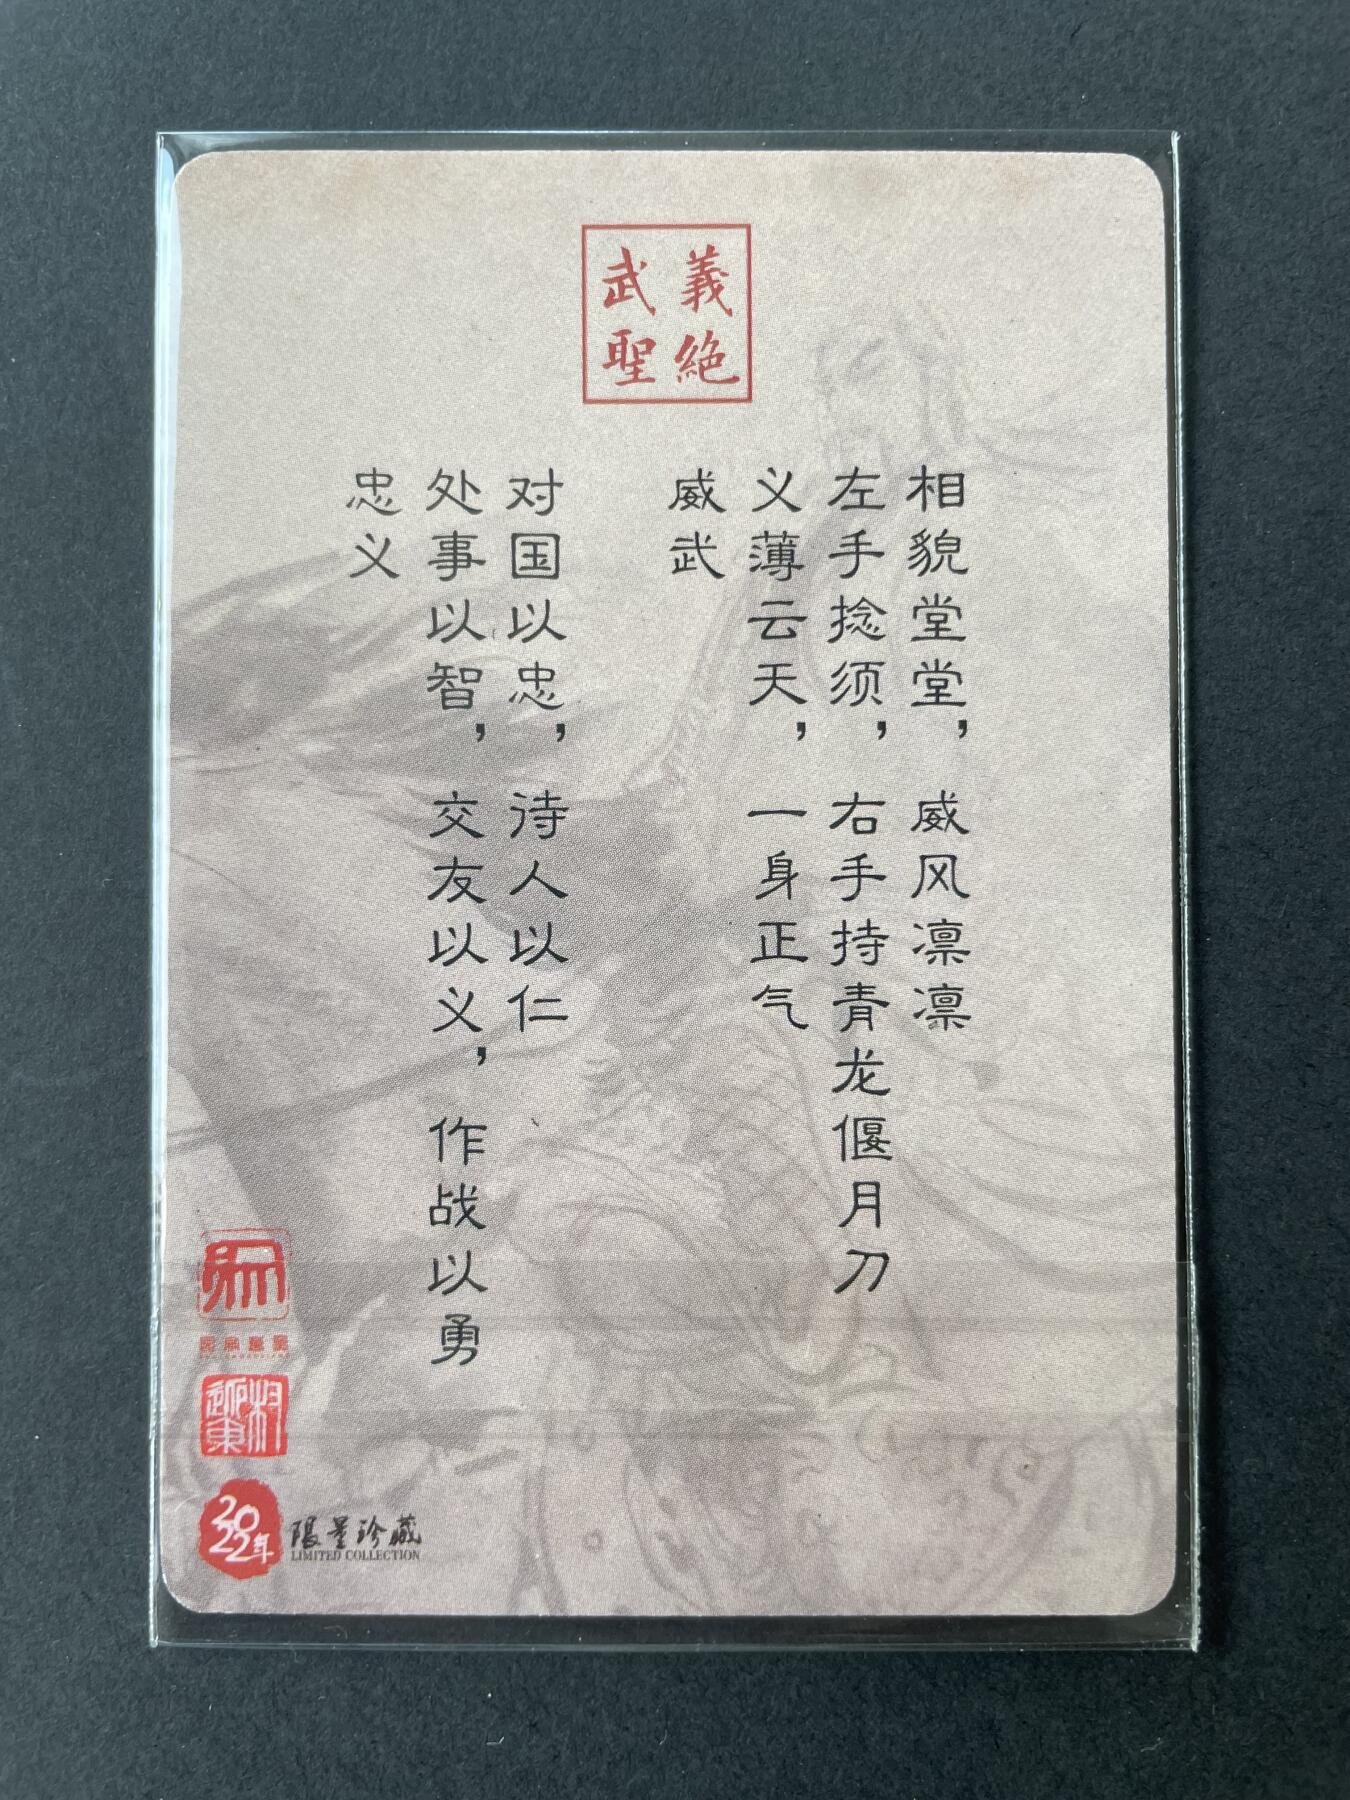 義絶
武聖
相貌堂堂，威风凛凛
左手捻须，右手持青龙偃月刀
义薄云天，一身正气
威武
对国以忠，待人以仁
处事以智，交友以义，作战以勇
忠义
2022年
限量珍藏
LIMITED COLLECTION